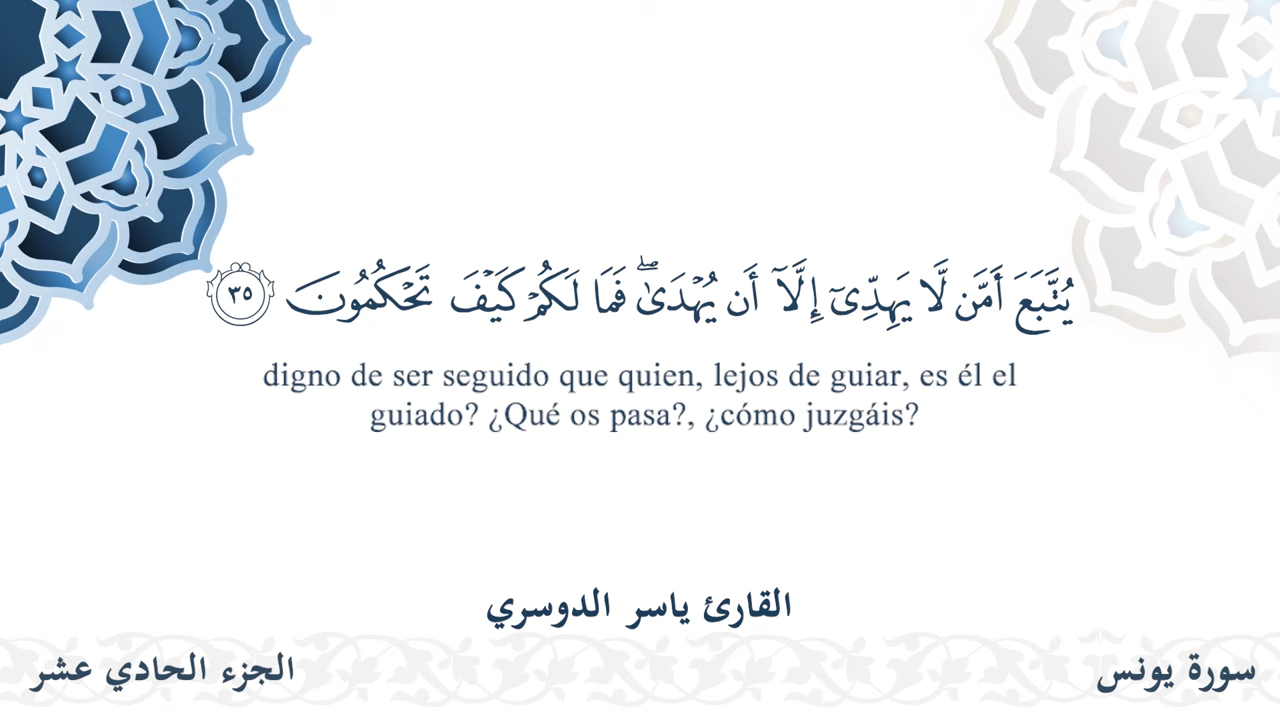 يُتَّبَعَ أَمَّن لَّا يَهِدِّىٓ إِلَّآ أَن يُهْدَىٰ ۖ فَمَا لَكُمْ كَيْفَ تَحْكُمُونَ ٣٥
digno de ser seguido que quien, lejos de guiar, es él el
guiado? ¿Qué os pasa?, ¿cómo juzgáis?
القارئ ياسر الدوسري
سورة يونس
الجزء الحادي عشر